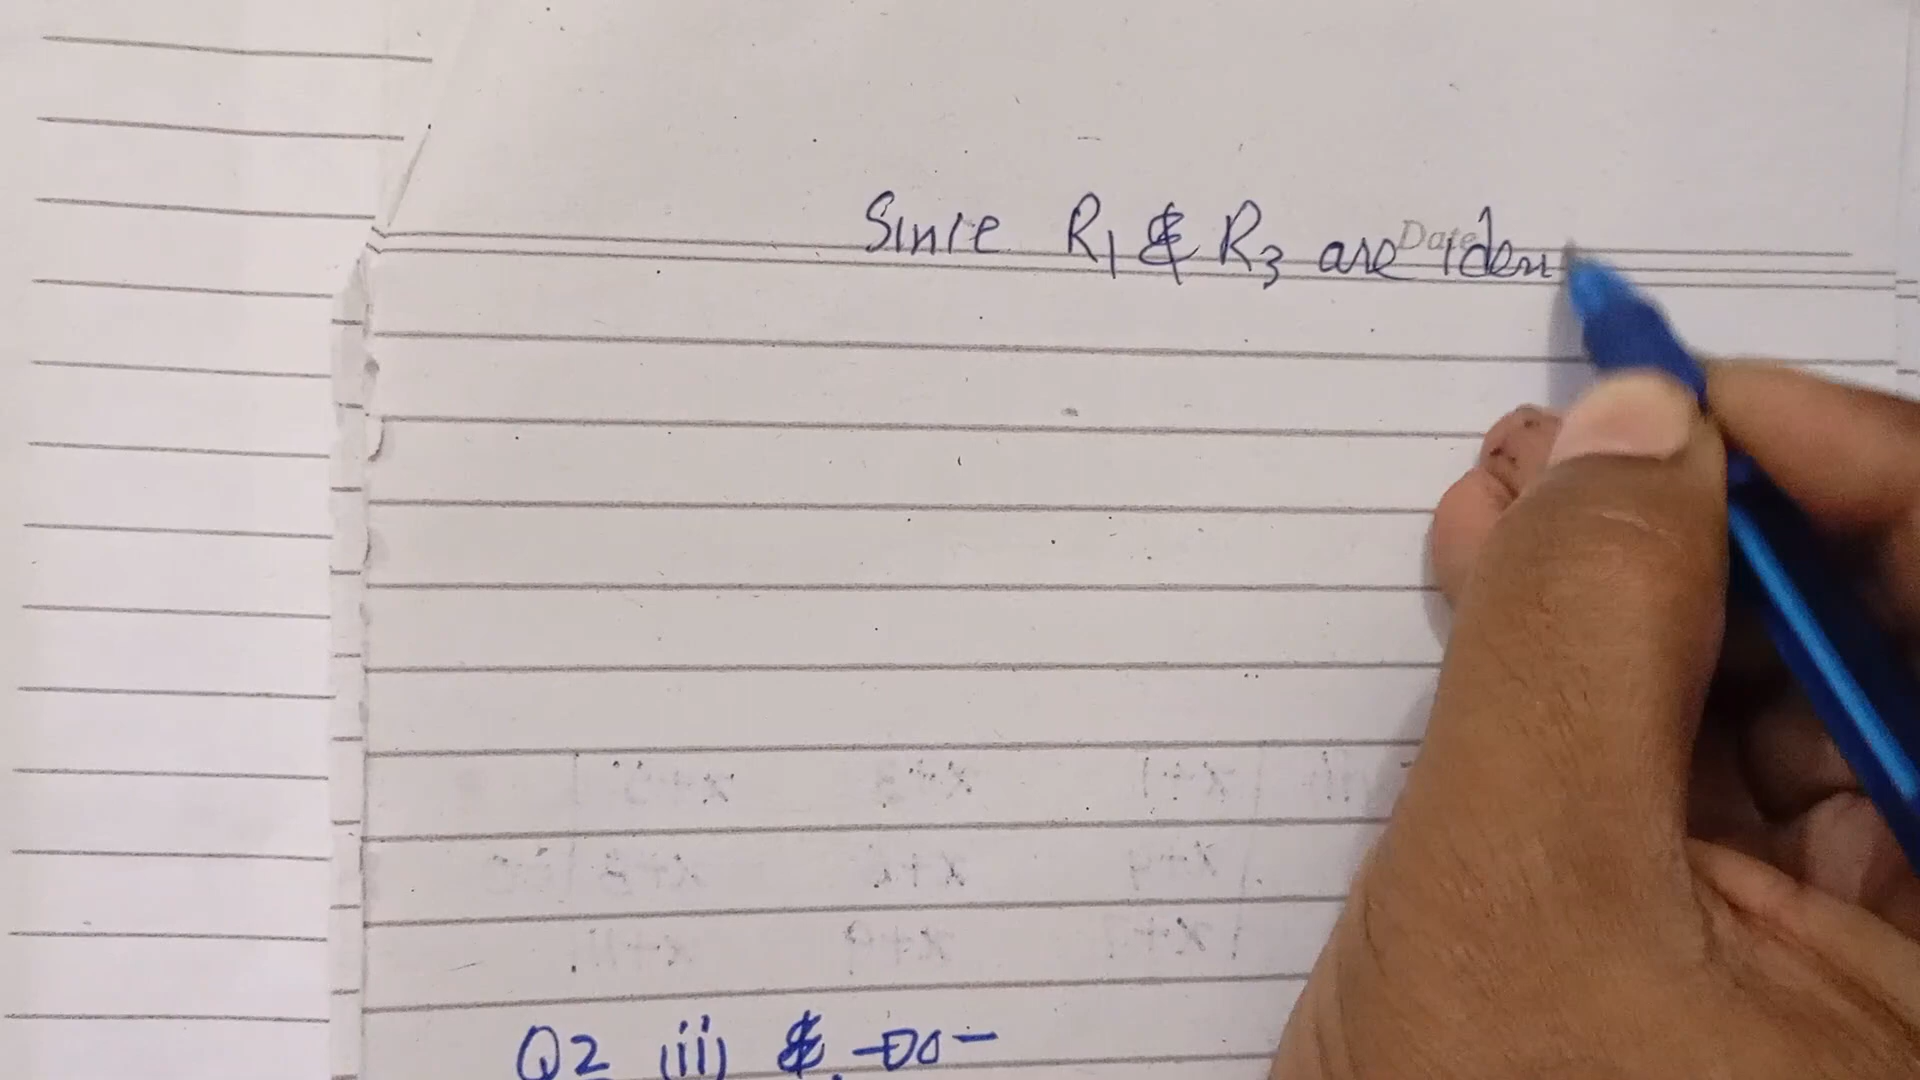 Since R1 & R3 are iden
Date
Q2 (ii) & -Do-